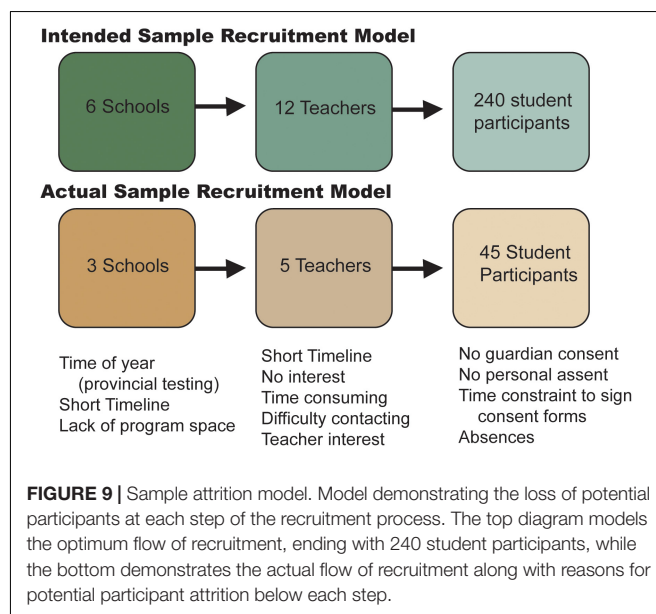 Intended Sample Recruitment Model
6 Schools
12 Teachers
240 student
participants
Actual Sample Recruitment Model
3 Schools
5 Teachers
45 Student
Participants
Time of year
(provincial testing)
Short Timeline
Lack of program space
Short Timeline
No interest
Time consuming
Difficulty contacting
Teacher interest
No guardian consent
No personal assent
Time constraint to sign
consent forms
Absences
FIGURE 9 | Sample attrition model. Model demonstrating the loss of potential
participants at each step of the recruitment process. The top diagram models
the optimum flow of recruitment, ending with 240 student participants, while
the bottom demonstrates the actual flow of recruitment along with reasons for
potential participant attrition below each step.